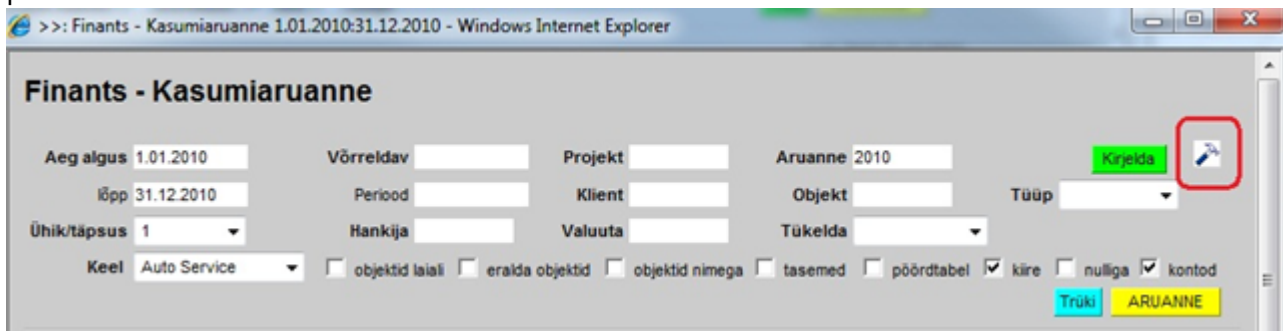 >>: Finants - Kasumiaruanne 1.01.2010:31.12.2010 - Windows Internet Explorer
Finants - Kasumiaruanne
Aeg algus 1.01.2010 Võrreldav Projekt Aruanne 2010 Kirjelda
lõpp 31.12.2010 Periood Klient Objekt Tüüp
Ühik/täpsus 1 Hankija Valuuta Tükelda
Keel Auto Service objektid laiali eralda objektid objektid nimega tasemed pöördtabel kiire nulliga kontod
Trüki ARUANNE